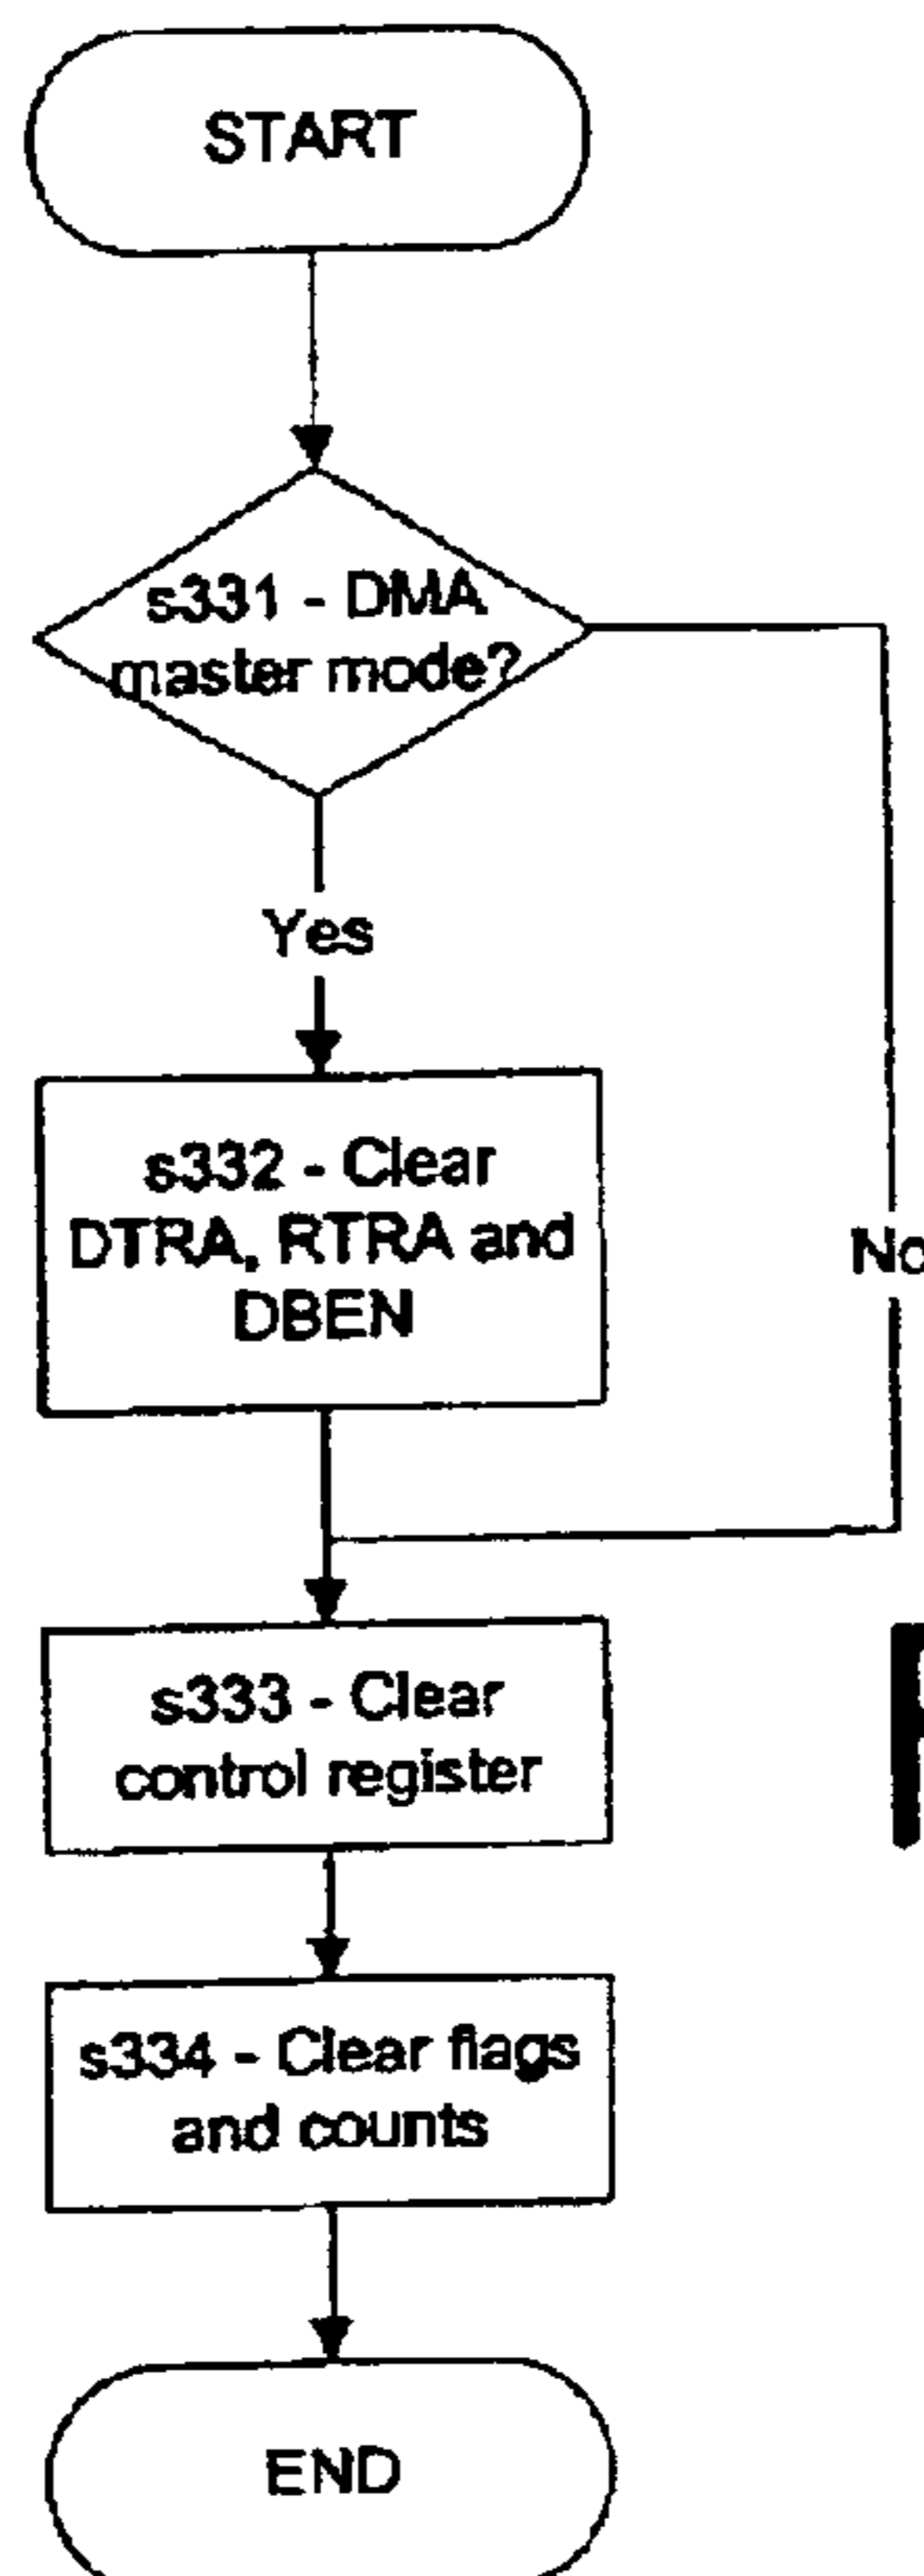 START
s331 - DMA
master mode?
Yes
s332 - Clear
DTRA, RTRA and
DBEN
No
s333 - Clear
control register
s334 - Clear flags
and counts
END